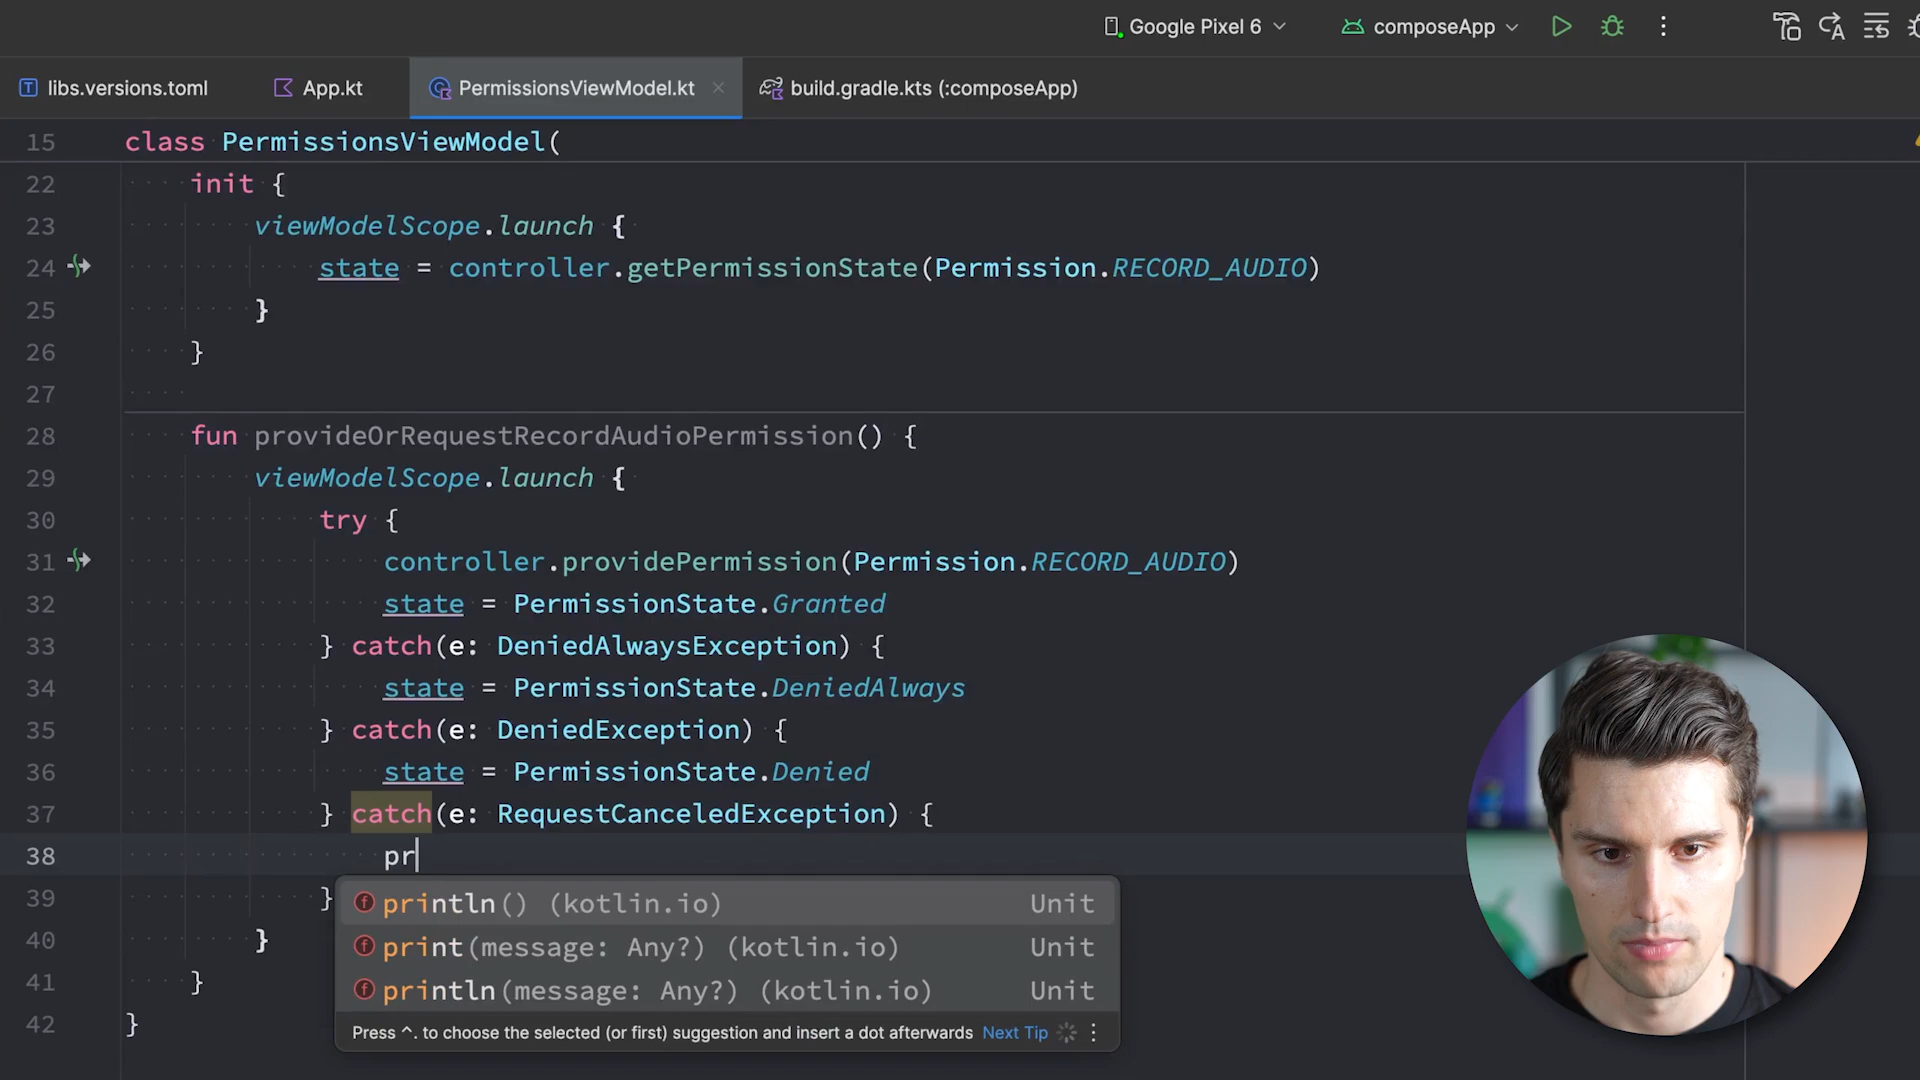 Google Pixel 6
composeApp
libs.versions.toml
App.kt
PermissionsViewModel.kt
build.gradle.kts (:composeApp)
15 class PermissionsViewModel(
22 init {
23 viewModelScope.launch {
24 state = controller.getPermissionState(Permission.RECORD_AUDIO)
25 }
26 }
27
28 fun provideOrRequestRecordAudioPermission() {
29 viewModelScope.launch {
30 try {
31 controller.providePermission(Permission.RECORD_AUDIO)
32 state = PermissionState.Granted
33 } catch(e: DeniedAlwaysException) {
34 state = PermissionState.DeniedAlways
35 } catch(e: DeniedException) {
36 state = PermissionState.Denied
37 } catch(e: RequestCanceledException) {
38 pr
39 }
println() (kotlin.io) Unit
40 }
print(message: Any?) (kotlin.io) Unit
41 }
println(message: Any?) (kotlin.io) Unit
42 }
Press ^. to choose the selected (or first) suggestion and insert a dot afterwards Next Tip